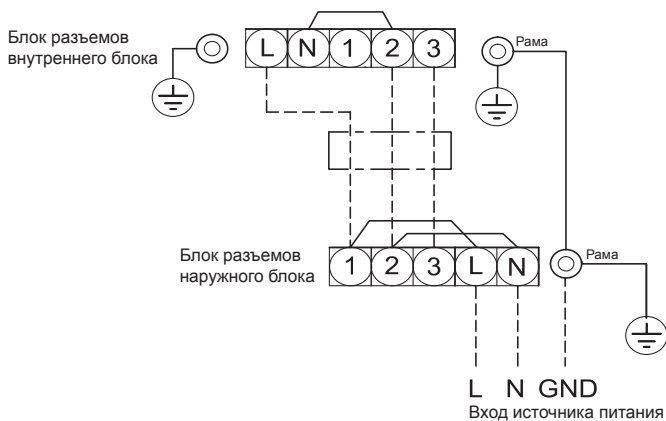 Блок разъемов
внутреннего блока
L N 1 2 3
Рама
Блок разъемов
наружного блока
1 2 3 L N
Рама
L N GND
Вход источника питания